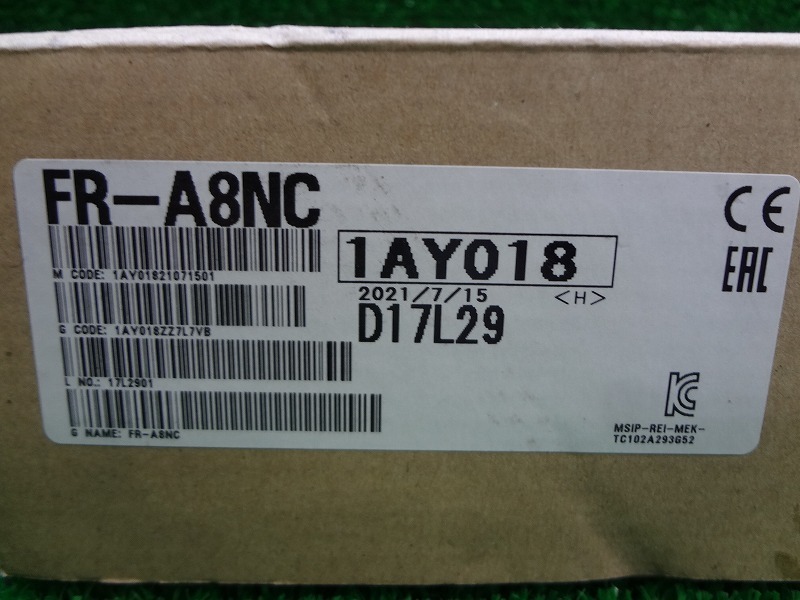 FR-A8NC
M CODE: 1AY01821071501
1AY018
2021/7/15 <H>
D17L29
G CODE: 1AY018ZZ7L7VB
L NO.: 17L2901
G NAME: FR-A8NC
CE
EAC
KC
MSIP-REI-MEK-
TC102A293G52